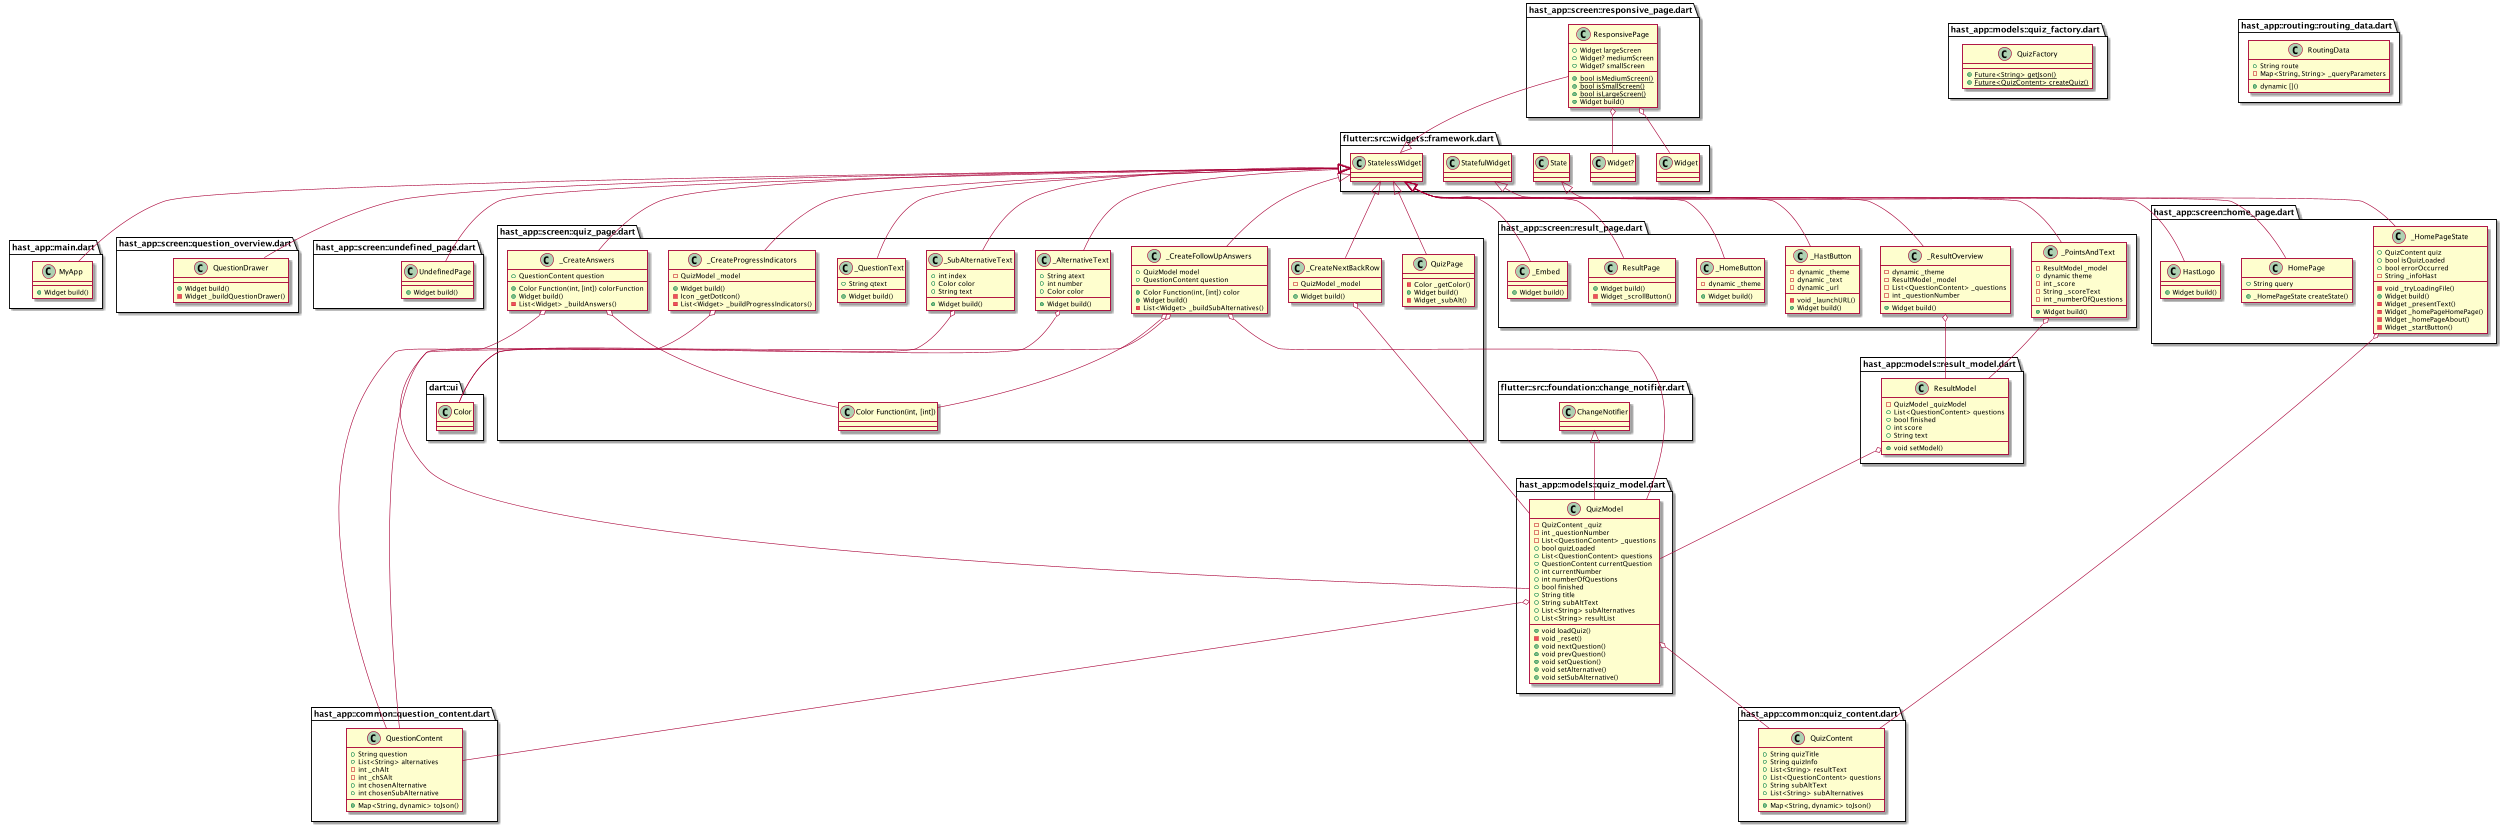 hast_app::screen::responsive_page.dart
ResponsivePage
Widget largeScreen
Widget? mediumScreen
Widget? smallScreen
bool isMediumScreen()
bool isSmallScreen()
bool isLargeScreen()
Widget build()
hast_app::models::quiz_factory.dart
QuizFactory
Future<String> getJson()
Future<QuizContent> createQuiz()
hast_app::routing::routing_data.dart
RoutingData
String route
Map<String, String> _queryParameters
dynamic []()
flutter::src::widgets::framework.dart
StatelessWidget
StatefulWidget
State
Widget?
Widget
hast_app::main.dart
MyApp
Widget build()
hast_app::screen::question_overview.dart
QuestionDrawer
Widget build()
Widget _buildQuestionDrawer()
hast_app::screen::undefined_page.dart
UndefinedPage
Widget build()
hast_app::screen::quiz_page.dart
_CreateAnswers
QuestionContent question
Color Function(int, [int]) colorFunction
Widget build()
List<Widget> _buildAnswers()
_CreateProgressIndicators
QuizModel _model
Widget build()
Icon _getDotIcon()
List<Widget> _buildProgressIndicators()
_QuestionText
String qtext
Widget build()
_SubAlternativeText
int index
Color color
String text
Widget build()
_AlternativeText
String atext
int number
Color color
Widget build()
_CreateFollowUpAnswers
QuizModel model
QuestionContent question
Color Function(int, [int]) color
Widget build()
List<Widget> _buildSubAlternatives()
_CreateNextBackRow
QuizModel _model
Widget build()
QuizPage
Color _getColor()
Widget build()
Widget _subAlt()
Color Function(int, [int])
hast_app::screen::result_page.dart
_Embed
Widget build()
ResultPage
Widget build()
Widget _scrollButton()
_HomeButton
dynamic _theme
Widget build()
_HastButton
dynamic _theme
dynamic _text
dynamic _url
void _launchURL()
Widget build()
_ResultOverview
dynamic _theme
ResultModel _model
List<QuestionContent> _questions
int _questionNumber
Widget build()
_PointsAndText
ResultModel _model
dynamic theme
int _score
String _scoreText
int _numberOfQuestions
Widget build()
hast_app::screen::home_page.dart
HastLogo
Widget build()
HomePage
String query
_HomePageState createState()
_HomePageState
QuizContent quiz
bool isQuizLoaded
bool errorOccurred
String _infoHast
void _tryLoadingFile()
Widget build()
Widget _presentText()
Widget _homePageHomePage()
Widget _homePageAbout()
Widget _startButton()
dart::ui
Color
flutter::src::foundation::change_notifier.dart
ChangeNotifier
hast_app::models::result_model.dart
ResultModel
QuizModel _quizModel
List<QuestionContent> questions
bool finished
int score
String text
void setModel()
hast_app::models::quiz_model.dart
QuizModel
QuizContent _quiz
int _questionNumber
List<QuestionContent> _questions
bool quizLoaded
List<QuestionContent> questions
QuestionContent currentQuestion
int currentNumber
int numberOfQuestions
bool finished
String title
String subAltText
List<String> subAlternatives
List<String> resultList
void loadQuiz()
void _reset()
void nextQuestion()
void prevQuestion()
void setQuestion()
void setAlternative()
void setSubAlternative()
hast_app::common::question_content.dart
QuestionContent
String question
List<String> alternatives
int _chAlt
int _chSAlt
int chosenAlternative
int chosenSubAlternative
Map<String, dynamic> toJson()
hast_app::common::quiz_content.dart
QuizContent
String quizTitle
String quizInfo
List<String> resultText
List<QuestionContent> questions
String subAltText
List<String> subAlternatives
Map<String, dynamic> toJson()